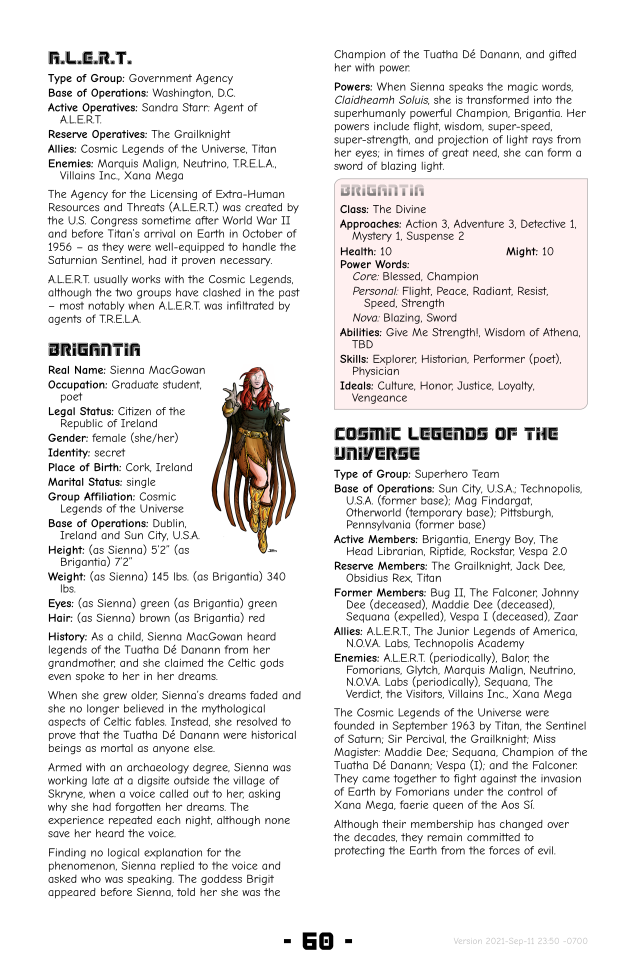 A.L.E.R.T.
Type of Group: Government Agency
Base of Operations: Washington, D.C.
Active Operatives: Sandra Starr: Agent of
A.L.E.R.T.
Reserve Operatives: The Grailknight
Allies: Cosmic Legends of the Universe, Titan
Enemies: Marquis Malign, Neutrino, T.R.E.L.A.,
Villains Inc., Xana Mega
The Agency for the Licensing of Extra-Human
Resources and Threats (A.L.E.R.T.) was created by
the U.S. Congress sometime after World War II
and before Titan's arrival on Earth in October of
1956 – as they were well-equipped to handle the
Saturnian Sentinel, had it proven necessary.
A.L.E.R.T. usually works with the Cosmic Legends,
although the two groups have clashed in the past
– most notably when A.L.E.R.T. was infiltrated by
agents of T.R.E.L.A.
Brigantia
Real Name: Sienna MacGowan
Occupation: Graduate student,
poet
Legal Status: Citizen of the
Republic of Ireland
Gender: female (she/her)
Identity: secret
Place of Birth: Cork, Ireland
Marital Status: single
Group Affiliation: Cosmic
Legends of the Universe
Base of Operations: Dublin,
Ireland and Sun City, U.S.A.
Height: (as Sienna) 5'2" (as
Brigantia) 7'2"
Weight: (as Sienna) 145 lbs. (as Brigantia) 340
lbs.
Eyes: (as Sienna) green (as Brigantia) green
Hair: (as Sienna) brown (as Brigantia) red
History: As a child, Sienna MacGowan heard
legends of the Tuatha Dé Danann from her
grandmother, and she claimed the Celtic gods
even spoke to her in her dreams.
When she grew older, Sienna's dreams faded and
she no longer believed in the mythological
aspects of Celtic fables. Instead, she resolved to
prove that the Tuatha Dé Danann were historical
beings as mortal as anyone else.
Armed with an archaeology degree, Sienna was
working late at a digsite outside the village of
Skryne, when a voice called out to her, asking
why she had forgotten her dreams. The
experience repeated each night, although none
save her heard the voice.
Finding no logical explanation for the
phenomenon, Sienna replied to the voice and
asked who was speaking. The goddess Brigit
appeared before Sienna, told her she was the
Champion of the Tuatha Dé Danann, and gifted
her with power.
Powers: When Sienna speaks the magic words,
Claidheamh Soluis, she is transformed into the
superhumanly powerful Champion, Brigantia. Her
powers include flight, wisdom, super-speed,
super-strength, and projection of light rays from
her eyes; in times of great need, she can form a
sword of blazing light.
Brigantia
Class: The Divine
Approaches: Action 3, Adventure 3, Detective 1,
Mystery 1, Suspense 2
Health: 10 Might: 10
Power Words:
Core: Blessed, Champion
Personal: Flight, Peace, Radiant, Resist,
Speed, Strength
Nova: Blazing, Sword
Abilities: Give Me Strength!, Wisdom of Athena,
TBD
Skills: Explorer, Historian, Performer (poet),
Physician
Ideals: Culture, Honor, Justice, Loyalty,
Vengeance
Cosmic Legends of the
Universe
Type of Group: Superhero Team
Base of Operations: Sun City, U.S.A.; Technopolis,
U.S.A. (former base); Mag Findargat,
Otherworld (temporary base); Pittsburgh,
Pennsylvania (former base)
Active Members: Brigantia, Energy Boy, The
Head Librarian, Riptide, Rockstar, Vespa 2.0
Reserve Members: The Grailknight, Jack Dee,
Obsidius Rex, Titan
Former Members: Bug II, The Falconer, Johnny
Dee (deceased), Maddie Dee (deceased),
Sequana (expelled), Vespa I (deceased), Zaar
Allies: A.L.E.R.T., The Junior Legends of America,
N.O.V.A. Labs, Technopolis Academy
Enemies: A.L.E.R.T. (periodically), Balor, the
Fomorians, Glytch, Marquis Malign, Neutrino,
N.O.V.A. Labs (periodically), Sequana, The
Verdict, the Visitors, Villains Inc., Xana Mega
The Cosmic Legends of the Universe were
founded in September 1963 by Titan, the Sentinel
of Saturn; Sir Percival, the Grailknight; Miss
Magister: Maddie Dee; Sequana, Champion of the
Tuatha Dé Danann; Vespa (I); and the Falconer.
They came together to fight against the invasion
of Earth by Fomorians under the control of
Xana Mega, faerie queen of the Aos Sí.
Although their membership has changed over
the decades, they remain committed to
protecting the Earth from the forces of evil.
- 60 -
Version 2021-Sep-11 23:50 -0700